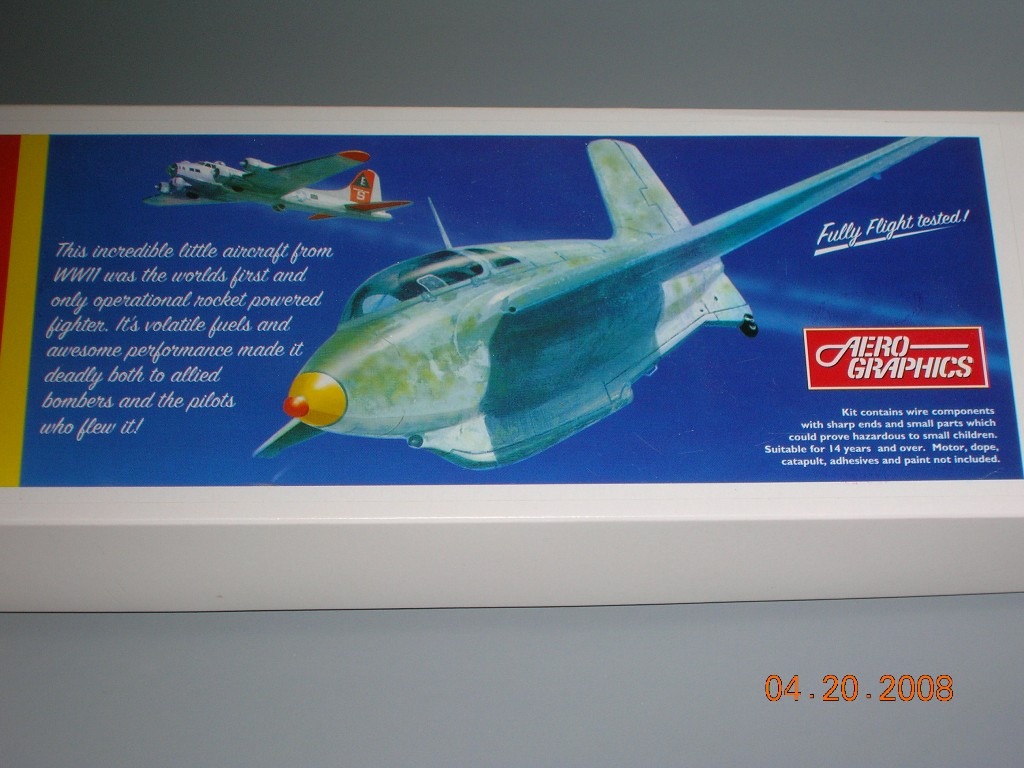 This incredible little aircraft from
WWII was the worlds first and
only operational rocket powered
fighter. It's volatile fuels and
awesome performance made it
deadly both to allied
bombers and the pilots
who flew it!
Fully Flight tested!
AERO
GRAPHICS
Kit contains wire components
with sharp ends and small parts which
could prove hazardous to small children.
Suitable for 14 years and over. Motor, dope,
catapult, adhesives and paint not included.
9
04.20.2008